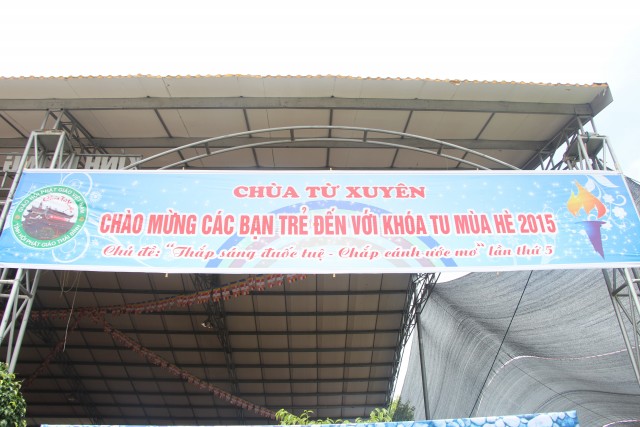 CHÙA TỪ XUYÊN
CHÀO MỪNG CÁC BẠN TRẺ ĐẾN VỚI KHÓA TU MÙA HÈ 2015
Chủ đề: "Thắp sáng đuốc tuệ - Chắp cánh ước mơ" lần thứ 5